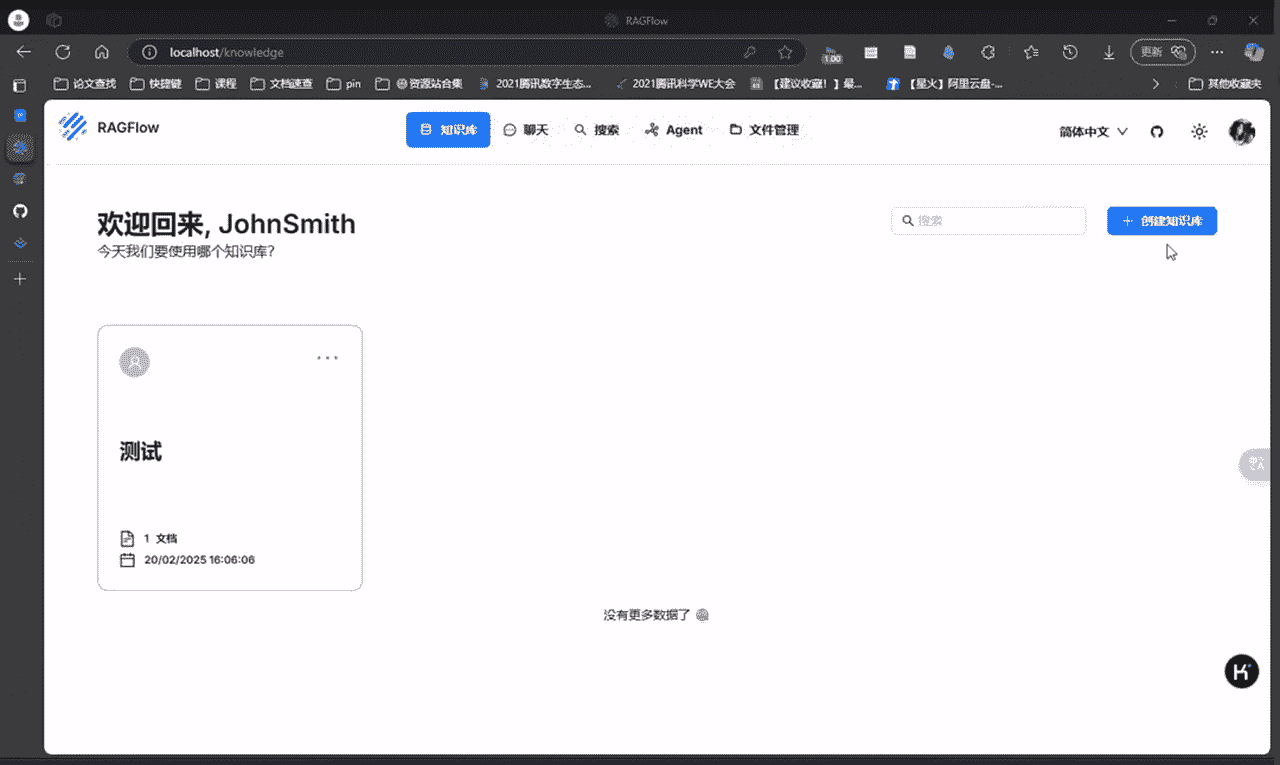 RAGFlow
localhost/knowledge
1.00
更新
论文查找 快捷键 课程 文档速查 pin 资源站合集 2021腾讯数字生态... 2021腾讯科学WE大会 【建议收藏！】最... 【星火】阿里云盘-... 其他收藏夹
RAGFlow 知识库 聊天 搜索 Agent 文件管理 简体中文
欢迎回来, JohnSmith
今天我们要使用哪个知识库？
搜索 创建知识库
测试
1 文档
20/02/2025 16:06:06
没有更多数据了